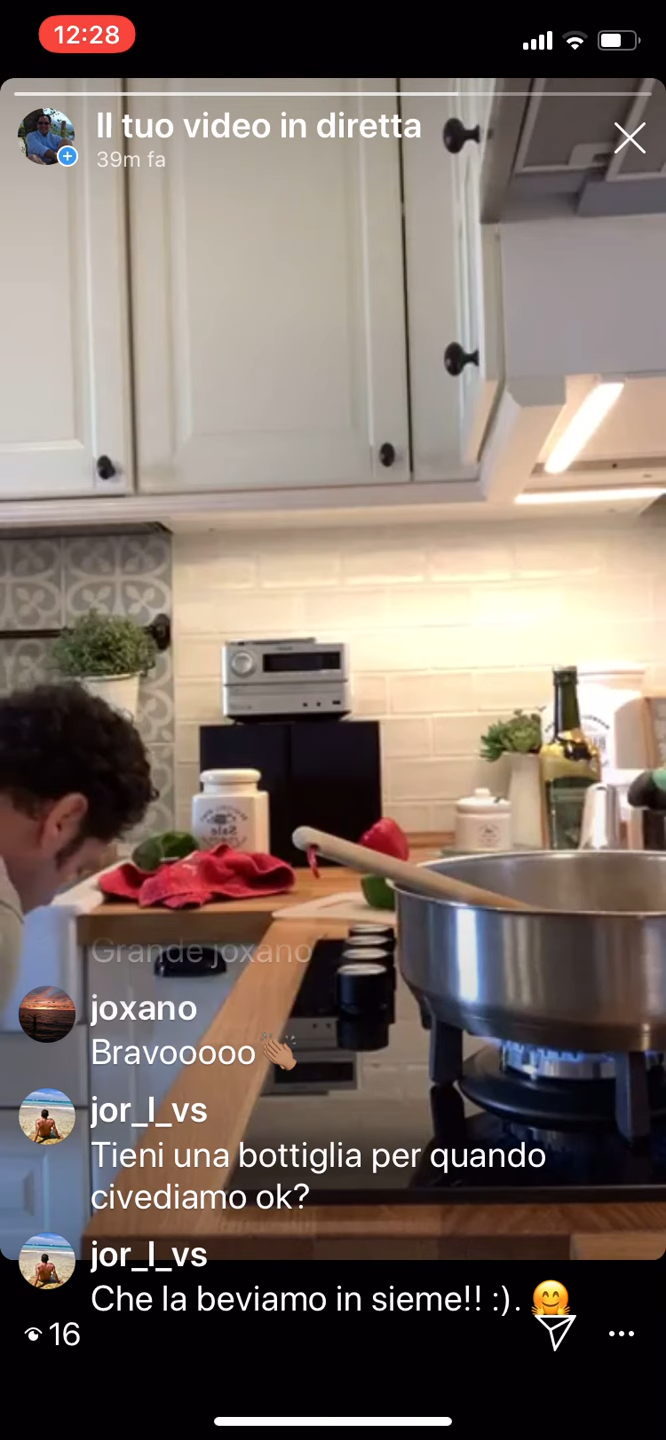 12:28
Il tuo video in diretta
39m fa
Sale
Grande joxano
joxano
Bravooooo 👏🏼
jor_l_vs
Tieni una bottiglia per quando
civediamo ok?
jor_l_vs
Che la beviamo in sieme!! :). 🤗
16